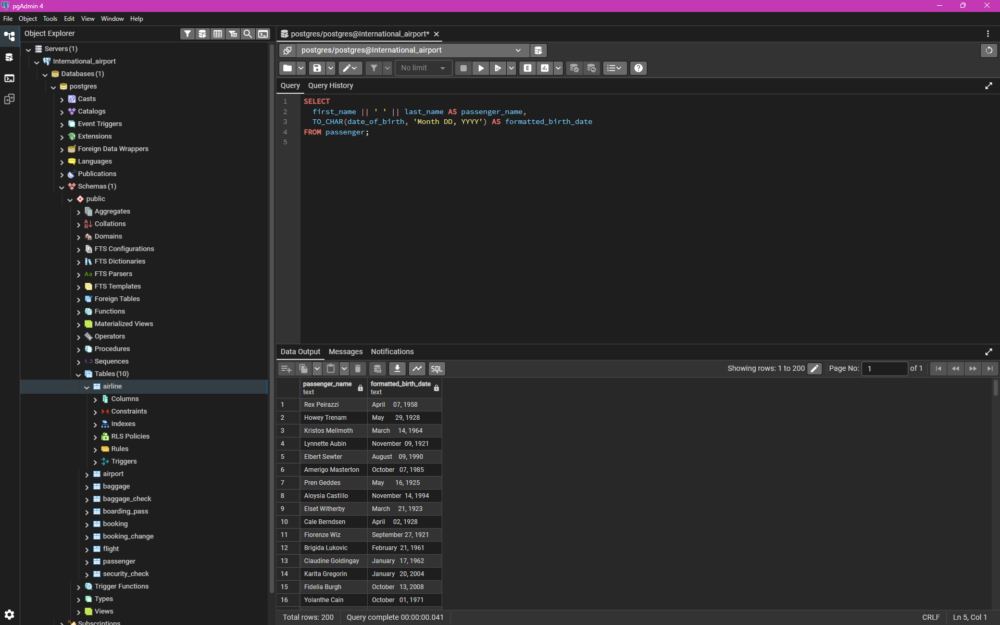 pgAdmin 4
File Object Tools Edit View Window Help
Object Explorer
Servers (1)
International_airport
Databases (1)
postgres
Casts
Catalogs
Event Triggers
Extensions
Foreign Data Wrappers
Languages
Publications
Schemas (1)
public
Aggregates
Collations
Domains
FTS Configurations
FTS Dictionaries
Aa FTS Parsers
FTS Templates
Foreign Tables
Functions
Materialized Views
Operators
Procedures
1..3 Sequences
Tables (10)
airline
Columns
Constraints
Indexes
RLS Policies
Rules
Triggers
airport
baggage
baggage_check
boarding_pass
booking
booking_change
flight
passenger
security_check
Trigger Functions
Types
Views
Subscriptions
postgres/postgres@International_airport*
postgres/postgres@International_airport
No limit
E
Query Query History
1 SELECT
2 first_name || ' ' || last_name AS passenger_name,
3 TO_CHAR(date_of_birth, 'Month DD, YYYY') AS formatted_birth_date
4 FROM passenger;
5
Data Output Messages Notifications
SQL
Showing rows: 1 to 200 Page No: 1 of 1
passenger_name formatted_birth_date
text text
1 Rex Peirazzi April 07, 1958
2 Howey Trenam May 29, 1928
3 Kristos Mellmoth March 14, 1964
4 Lynnette Aubin November 09, 1921
5 Elbert Sewter August 09, 1990
6 Amerigo Masterton October 07, 1985
7 Pren Geddes May 16, 1925
8 Aloysia Castillo November 14, 1994
9 Elset Witherby March 21, 1923
10 Cale Berndsen April 02, 1928
11 Fiorenze Wiz September 27, 1921
12 Brigida Lukovic February 21, 1961
13 Claudine Goldingay January 17, 1962
14 Karita Gregorin January 20, 2004
15 Fidelia Burgh October 13, 2008
16 Yolanthe Cain October 01, 1971
Total rows: 200 Query complete 00:00:00.041
CRLF Ln 5, Col 1